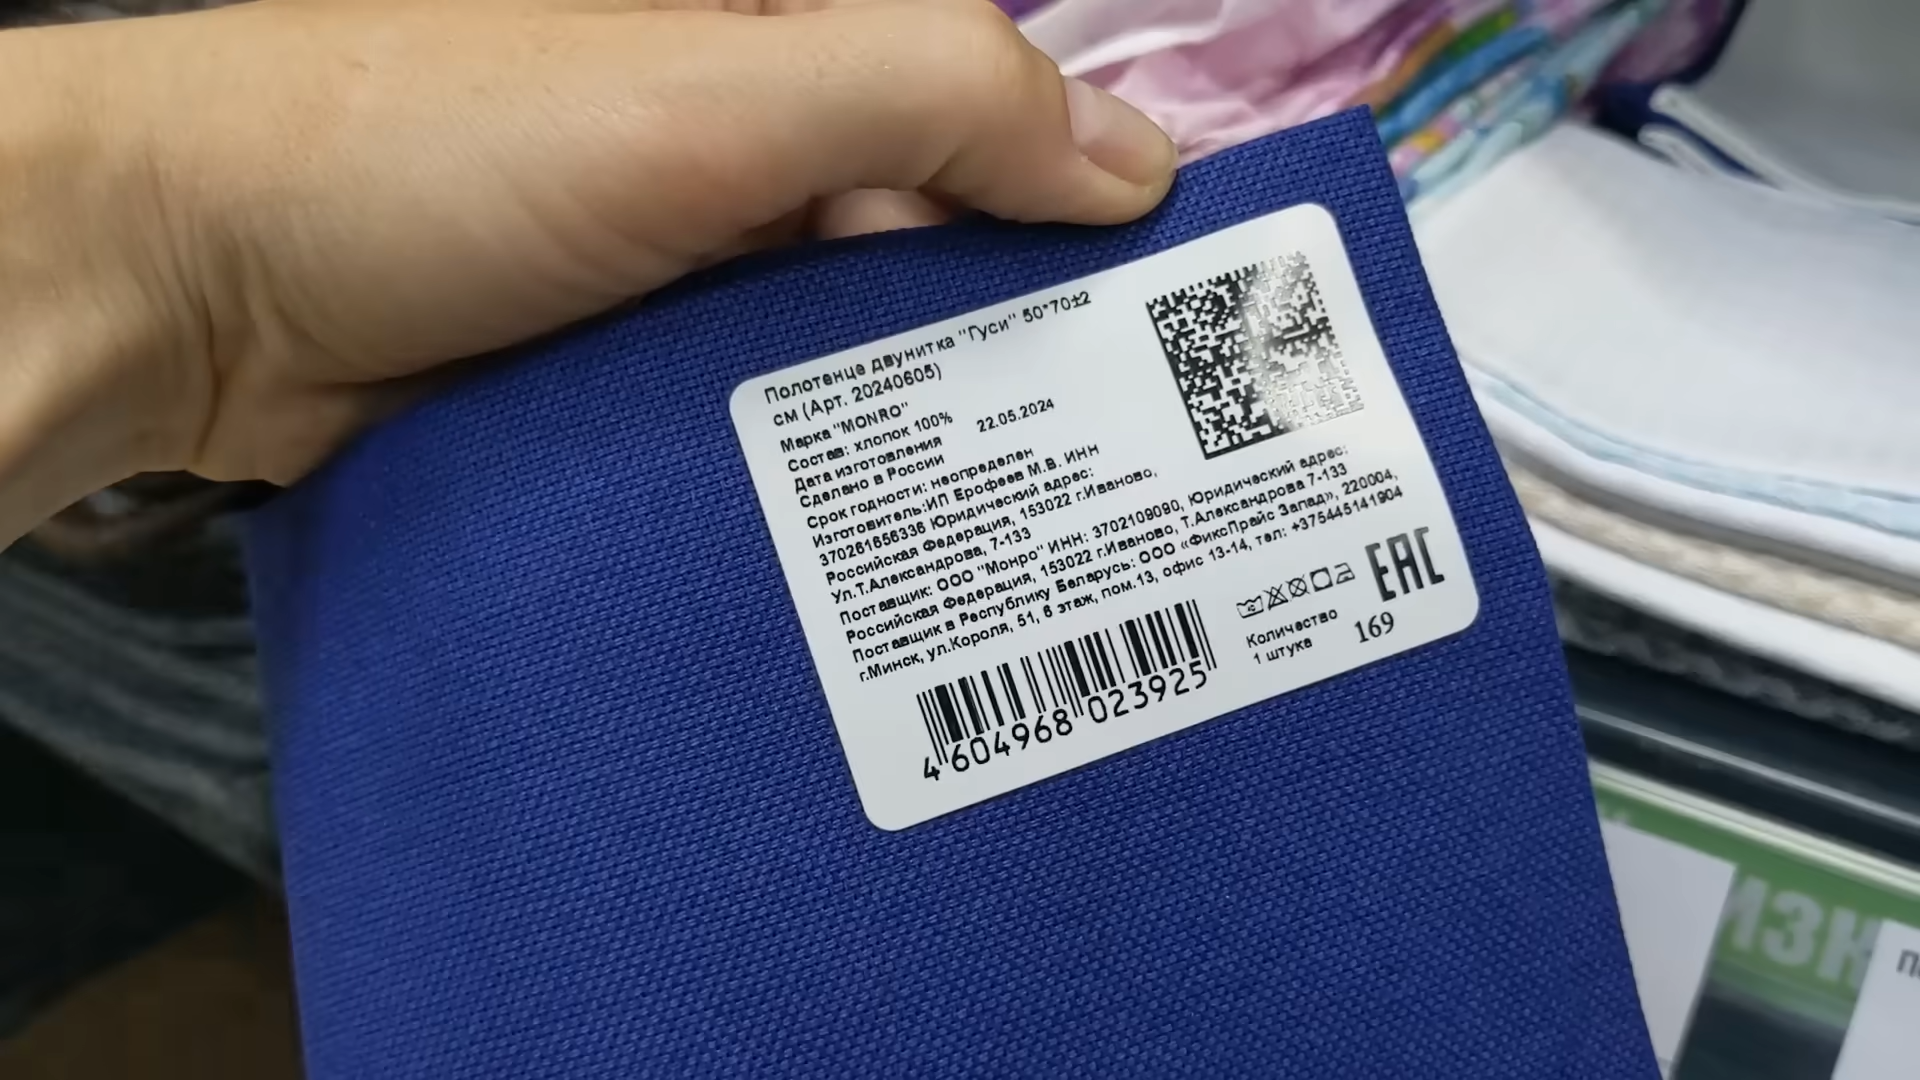 Полотенце двунитка "Гуси" 50*70±2
см (Арт. 20240605)
Марка "MONRO"
Состав: хлопок 100%
Дата изготовления 22.05.2024
Сделано в России
Срок годности: неопределен
Изготовитель:ИП Ерофеев М.В. ИНН
370261656336 Юридический адрес:
Российская Федерация, 153022 г.Иваново,
Ул.Т.Александрова, 7-133
Поставщик: ООО "Монро" ИНН: 3702109090, Юридический адрес:
Российская Федерация, 153022 г.Иваново, Т.Александрова 7-133
Поставщик в Республику Беларусь: ООО «ФиксПрайс Запад», 220004,
г.Минск, ул.Короля, 51, 6 этаж, пом.13, офис 13-14, тел: +375445141904
EAC
Количество
1 штука
169
4 604968 023925
ИЗН